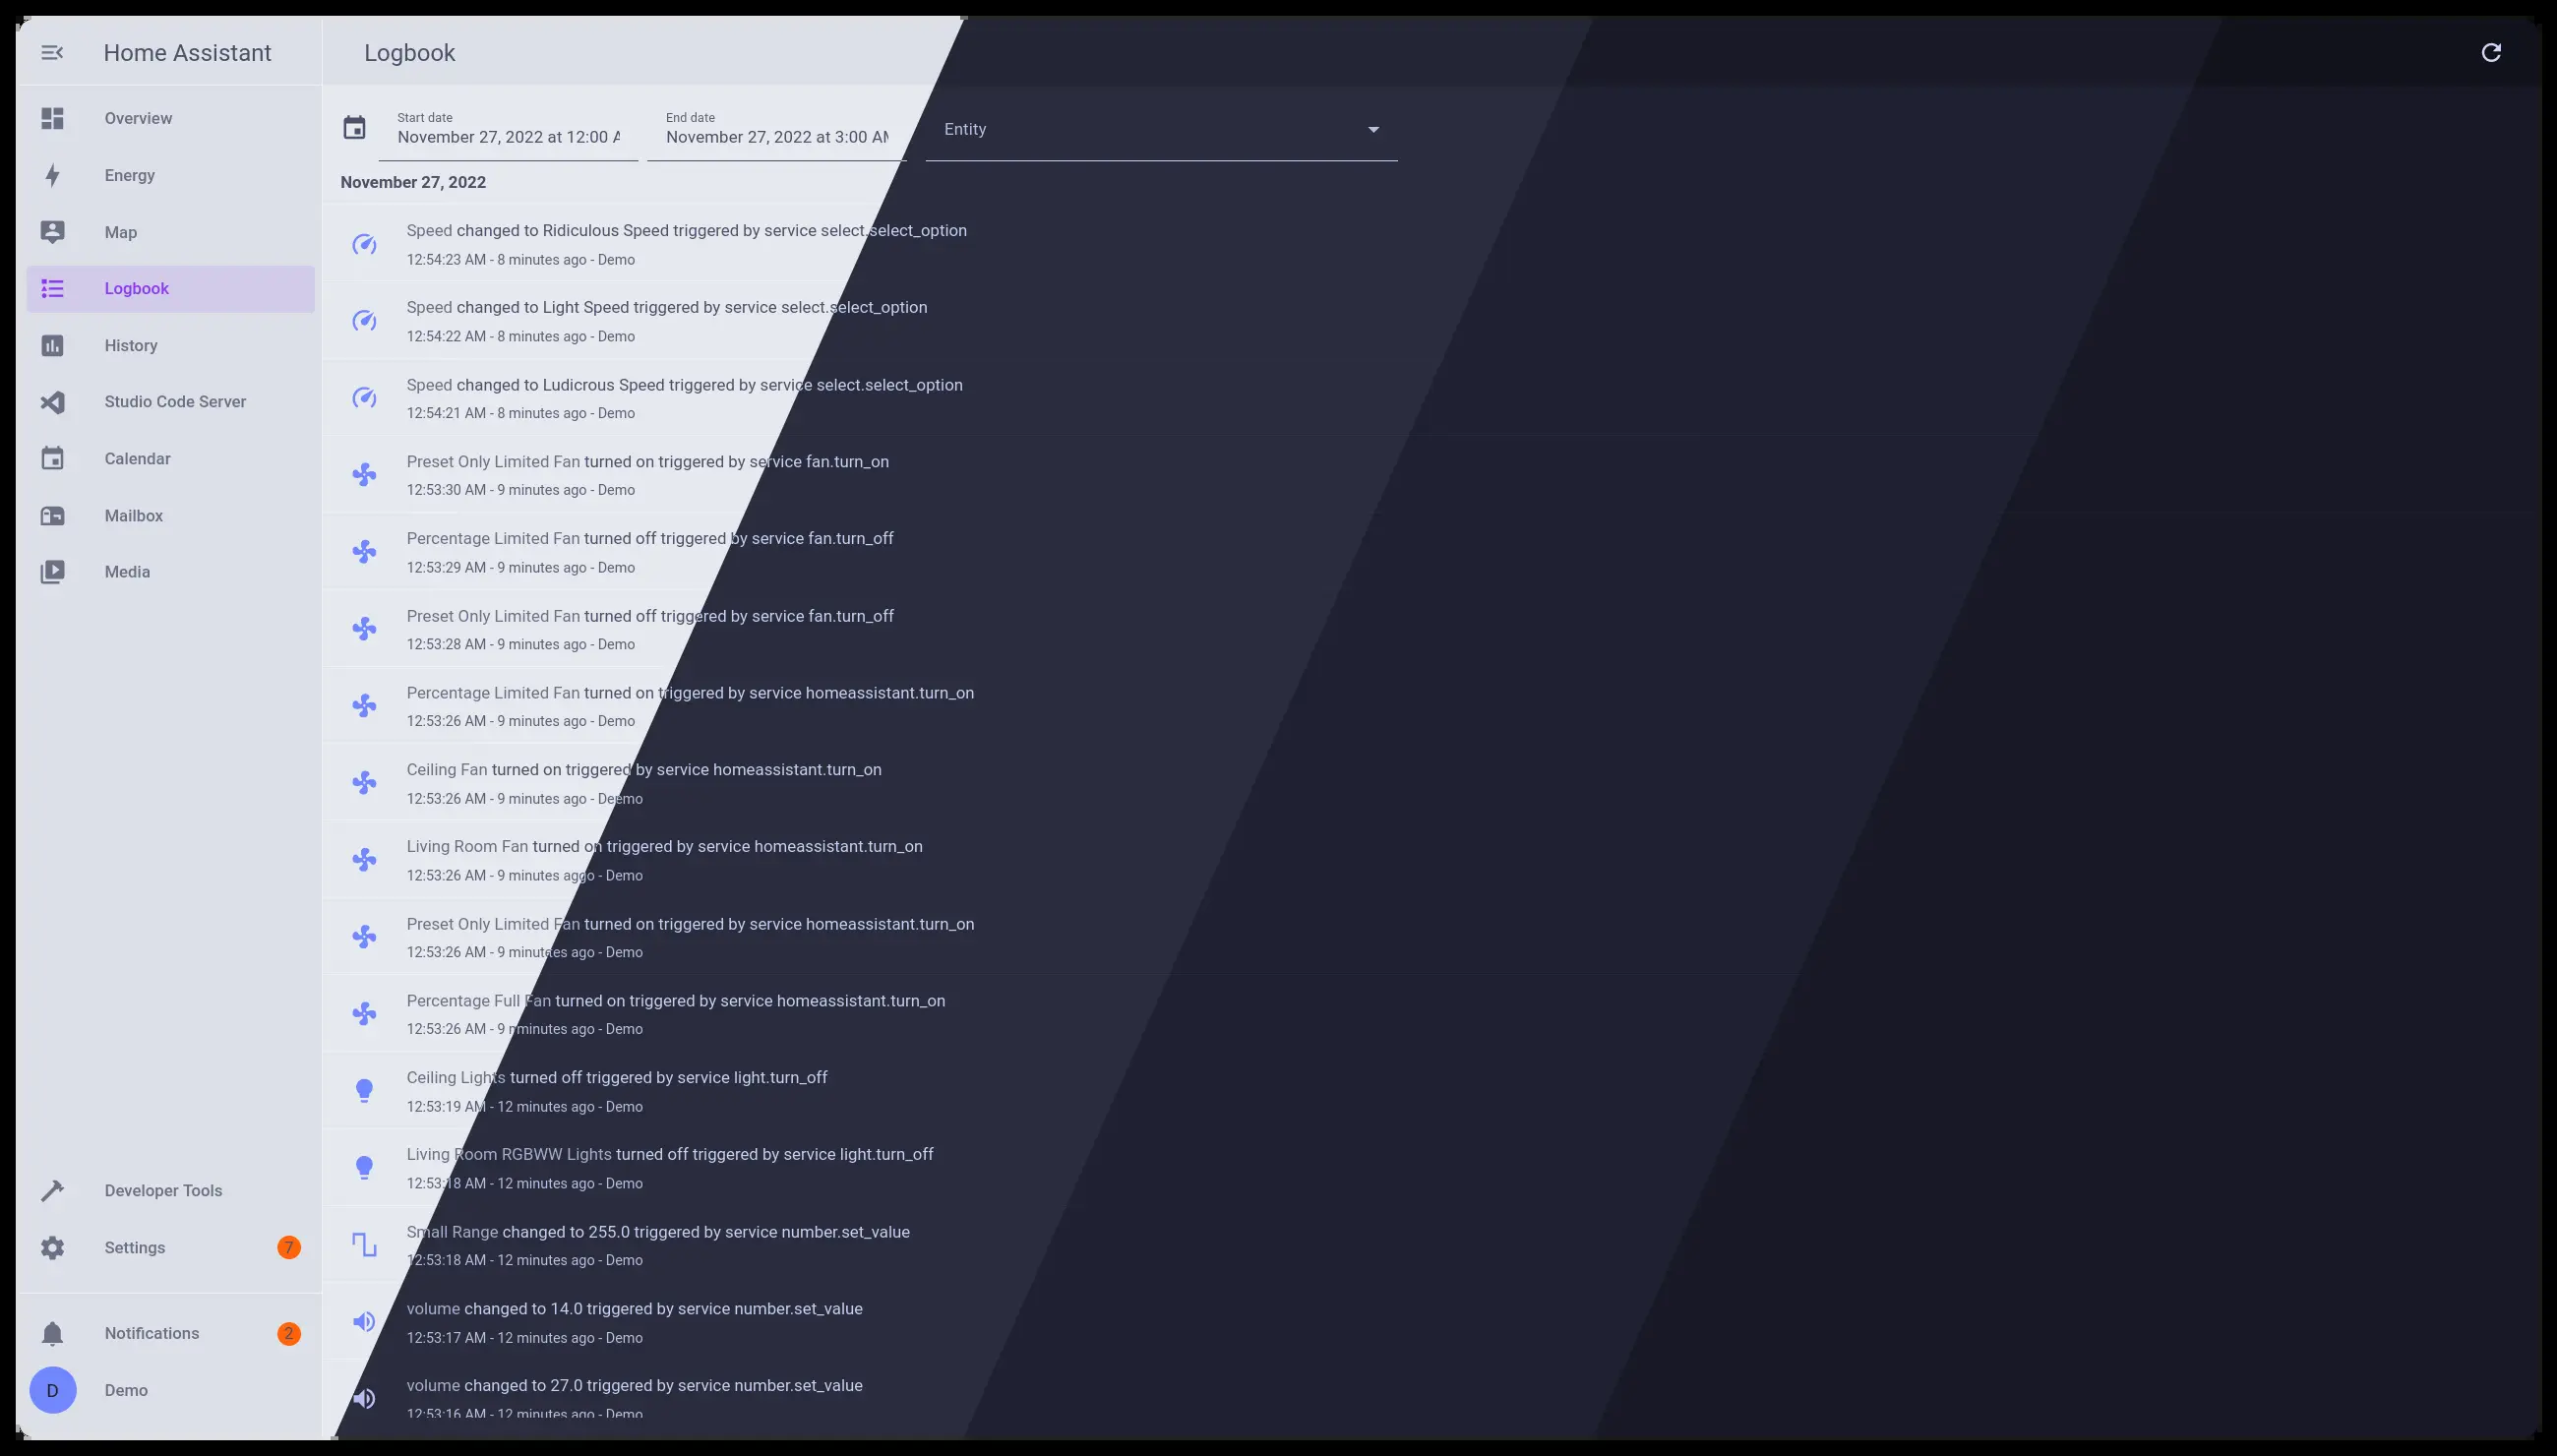 Home Assistant
Logbook
Overview
Energy
Map
Logbook
History
Studio Code Server
Calendar
Mailbox
Media
Developer Tools
Settings 7
Notifications 2
D Demo
Start date
November 27, 2022 at 12:00 A
End date
November 27, 2022 at 3:00 AM
Entity
November 27, 2022
Speed changed to Ridiculous Speed triggered by service select.select_option
12:54:23 AM - 8 minutes ago - Demo
Speed changed to Light Speed triggered by service select.select_option
12:54:22 AM - 8 minutes ago - Demo
Speed changed to Ludicrous Speed triggered by service select.select_option
12:54:21 AM - 8 minutes ago - Demo
Preset Only Limited Fan turned on triggered by service fan.turn_on
12:53:30 AM - 9 minutes ago - Demo
Percentage Limited Fan turned off triggered by service fan.turn_off
12:53:29 AM - 9 minutes ago - Demo
Preset Only Limited Fan turned off triggered by service fan.turn_off
12:53:28 AM - 9 minutes ago - Demo
Percentage Limited Fan turned on triggered by service homeassistant.turn_on
12:53:26 AM - 9 minutes ago - Demo
Ceiling Fan turned on triggered by service homeassistant.turn_on
12:53:26 AM - 9 minutes ago - Deemo
Living Room Fan turned on triggered by service homeassistant.turn_on
12:53:26 AM - 9 minutes aggo - Demo
Preset Only Limited Fan turned on triggered by service homeassistant.turn_on
12:53:26 AM - 9 minutes ago - Demo
Percentage Full Fan turned on triggered by service homeassistant.turn_on
12:53:26 AM - 9 mminutes ago - Demo
Ceiling Lights turned off triggered by service light.turn_off
12:53:19 AM - 12 minutes ago - Demo
Living Room RGBWW Lights turned off triggered by service light.turn_off
12:53:18 AM - 12 minutes ago - Demo
Small Range changed to 255.0 triggered by service number.set_value
12:53:18 AM - 12 minutes ago - Demo
volume changed to 14.0 triggered by service number.set_value
12:53:17 AM - 12 minutes ago - Demo
volume changed to 27.0 triggered by service number.set_value
12:53:16 AM - 12 minutes ago - Demo